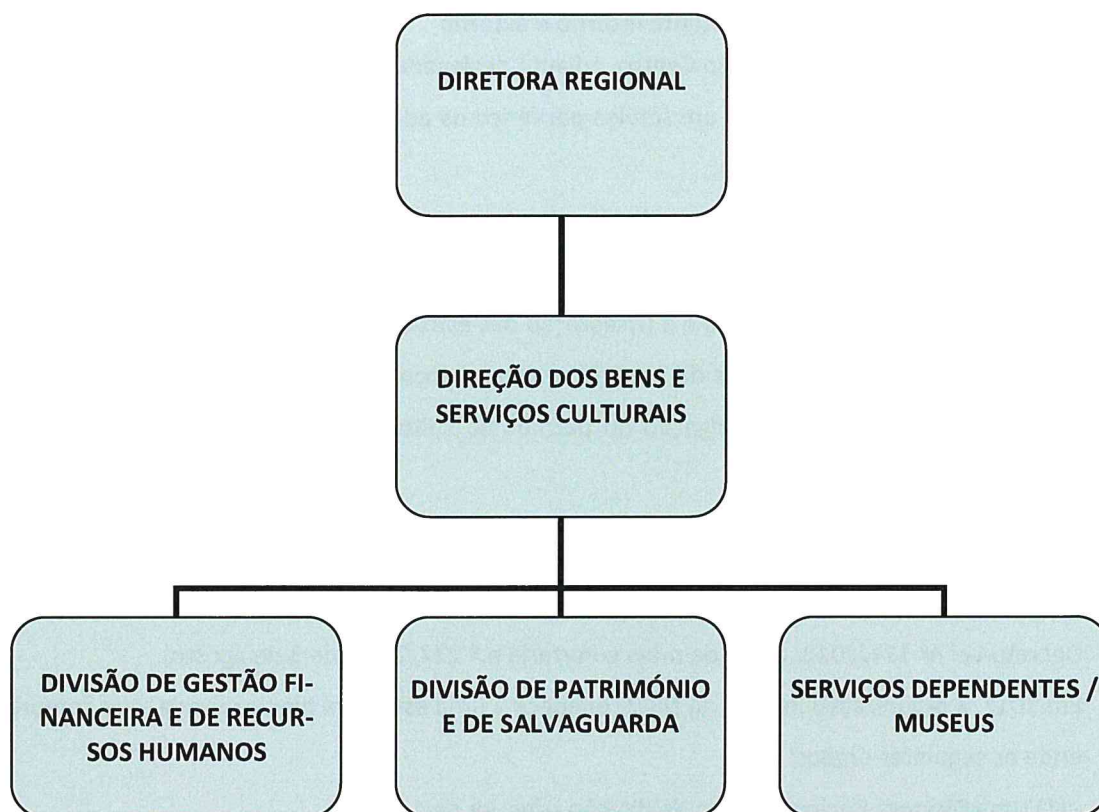 DIRETORA REGIONAL
DIREÇÃO DOS BENS E
SERVIÇOS CULTURAIS
DIVISÃO DE GESTÃO FI-
NANCEIRA E DE RECUR-
SOS HUMANOS
DIVISÃO DE PATRIMÓNIO
E DE SALVAGUARDA
SERVIÇOS DEPENDENTES /
MUSEUS